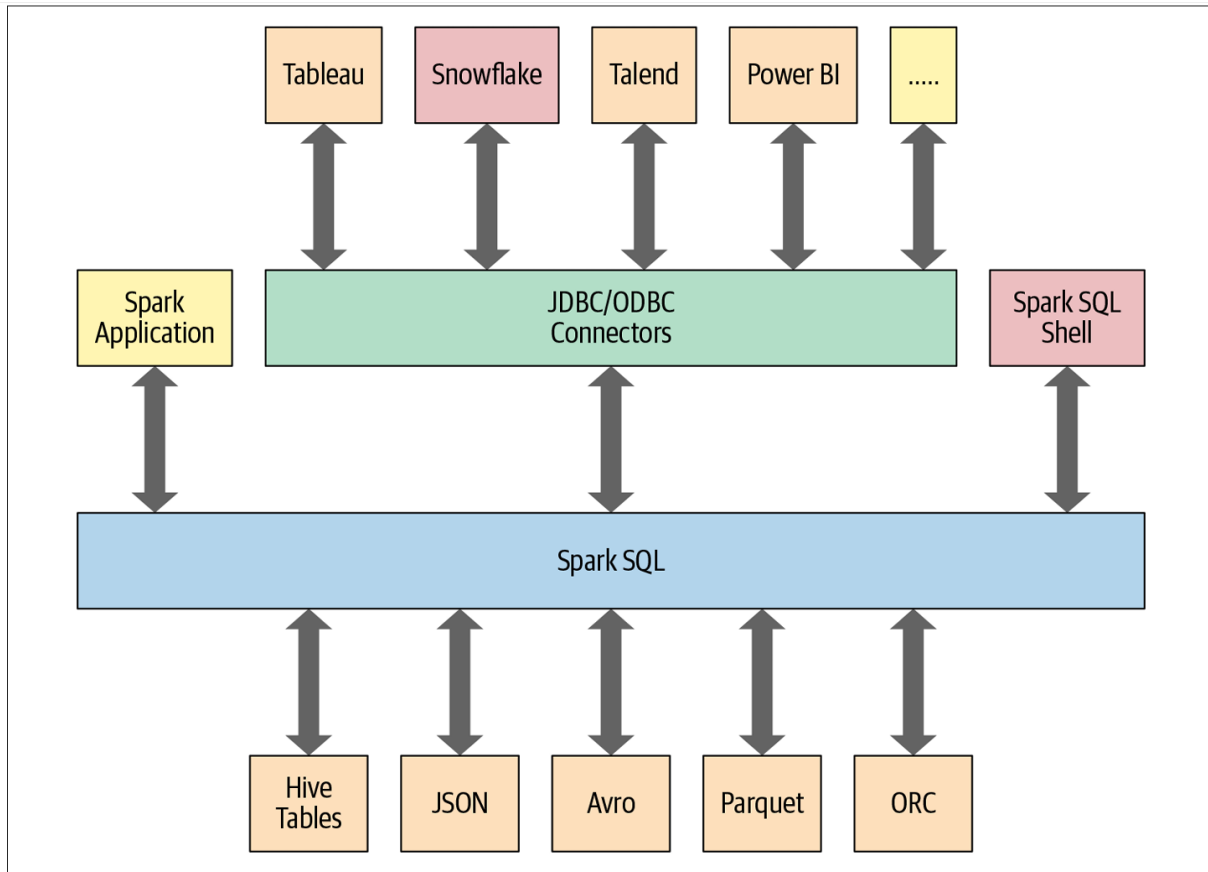 Tableau
Snowflake
Talend
Power BI
.....
Spark
Application
JDBC/ODBC
Connectors
Spark SQL
Shell
Spark SQL
Hive
Tables
JSON
Avro
Parquet
ORC